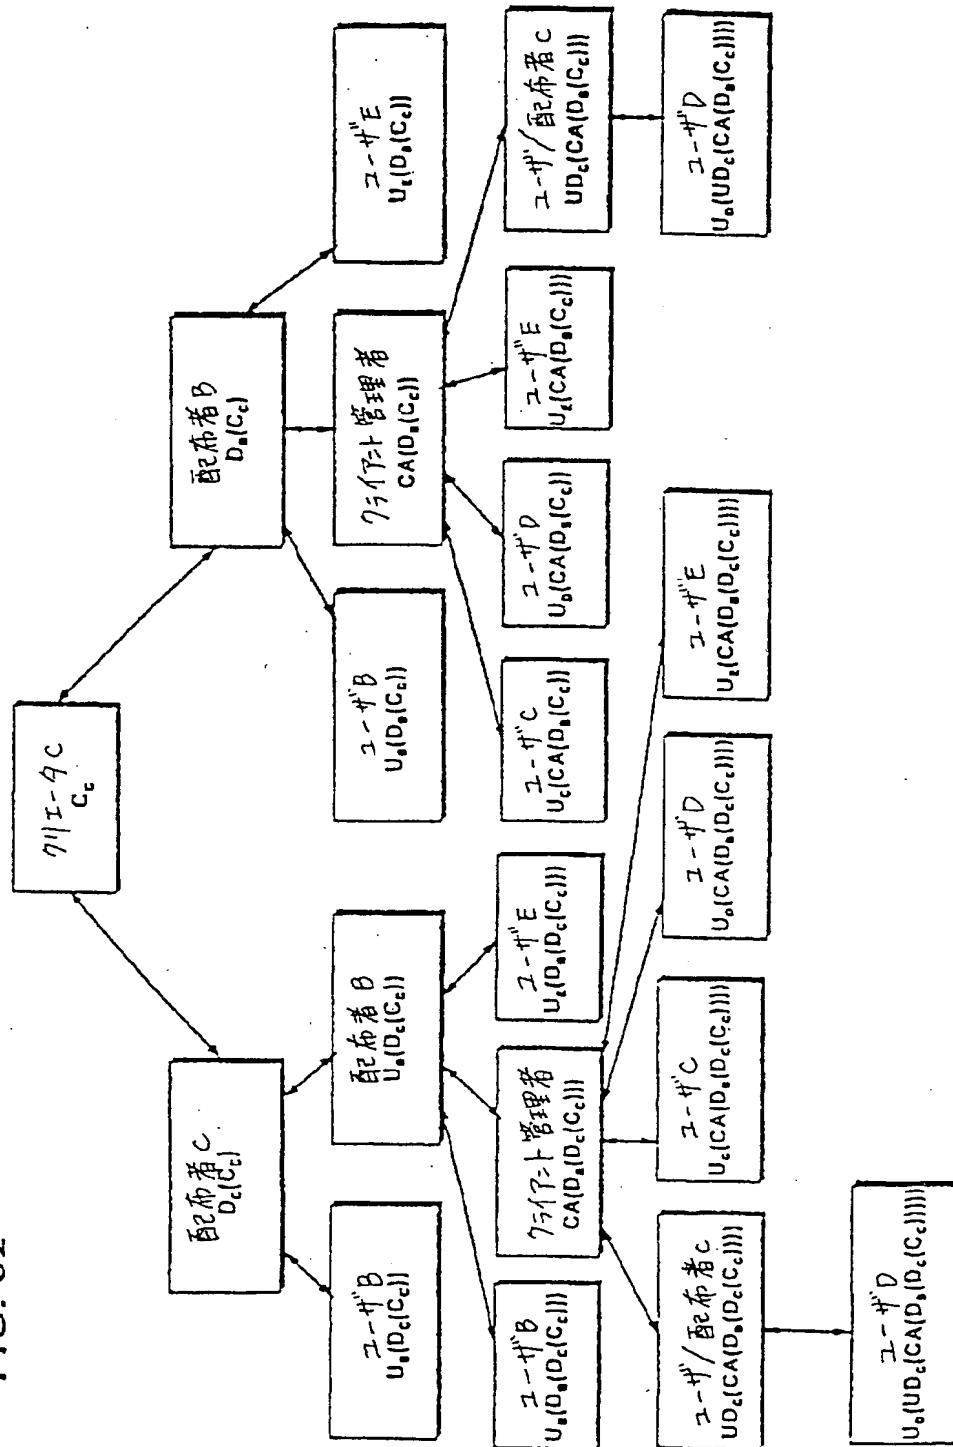 クリエータC
Cc
配布者C
Dc(Cc)
配布者B
DB(Cc)
ユーザB
UB(Dc(Cc))
配布者B
UB(Dc(Cc))
ユーザB
UB(DB(Cc))
クライアント管理者
CA(DB(Cc))
ユーザE
UE(DB(Cc))
ユーザB
UB(DB(Dc(Cc)))
クライアント管理者
CA(DB(Dc(Cc)))
ユーザE
UE(DB(Dc(Cc)))
ユーザC
Uc(CA(DB(Cc))
ユーザD
UD(CA(DB(Cc))
ユーザE
UE(CA(DB(Cc)))
ユーザ/配布者C
UDc(CA(DB(Cc)))
ユーザ/配布者C
UDc(CA(DB(Dc(Cc))))
ユーザC
Uc(CA(DB(Dc(Cc))))
ユーザD
UD(CA(DB(Dc(Cc))))
ユーザE
UE(CA(DB(Dc(Cc))))
ユーザD
UD(UDc(CA(DB(Cc))))
ユーザD
UD(UDc(CA(DB(Dc(Cc)))))